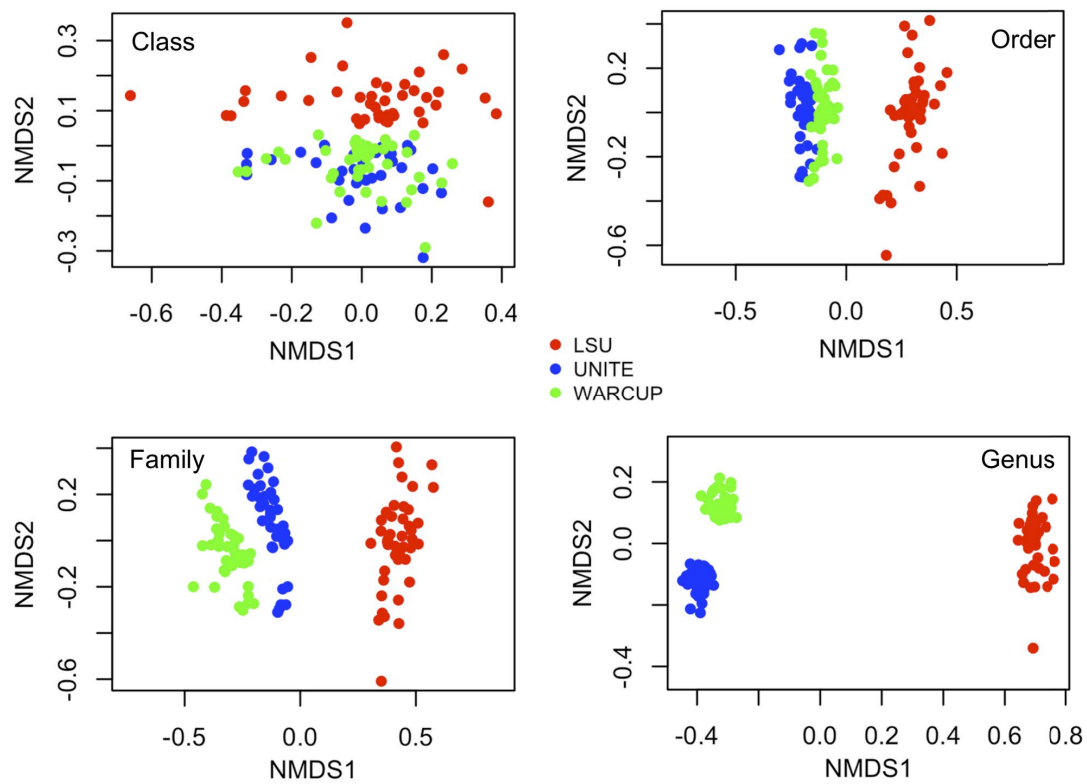 Class
NMDS2
0.3
0.1
-0.1
-0.3
-0.6 -0.4 -0.2 0.0 0.2 0.4
NMDS1
Order
NMDS2
0.2
-0.2
-0.6
-0.5 0.0 0.5
NMDS1
LSU
UNITE
WARCUP
Family
NMDS2
0.2
-0.2
-0.6
-0.5 0.0 0.5
NMDS1
Genus
NMDS2
0.2
0.0
-0.4
-0.4 0.0 0.2 0.4 0.6 0.8
NMDS1